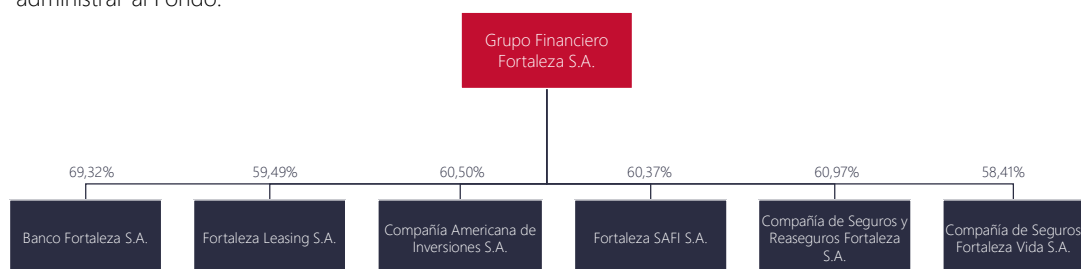 administrar al Fondo.
Grupo Financiero
Fortaleza S.A.
69,32%
59,49%
60,50%
60,37%
60,97%
58,41%
Banco Fortaleza S.A.
Fortaleza Leasing S.A.
Compañía Americana de
Inversiones S.A.
Fortaleza SAFI S.A.
Compañía de Seguros y
Reaseguros Fortaleza
S.A.
Compañía de Seguros
Fortaleza Vida S.A.